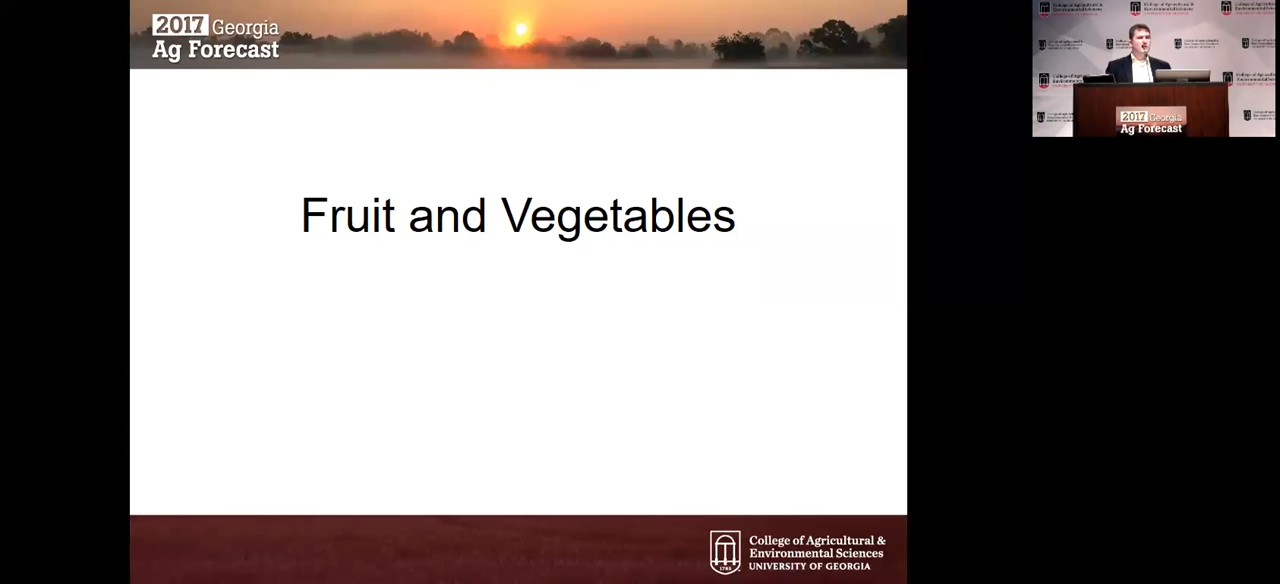 2017 Georgia
Ag Forecast
Fruit and Vegetables
1785
College of Agricultural &
Environmental Sciences
UNIVERSITY OF GEORGIA
2017 Georgia
Ag Forecast